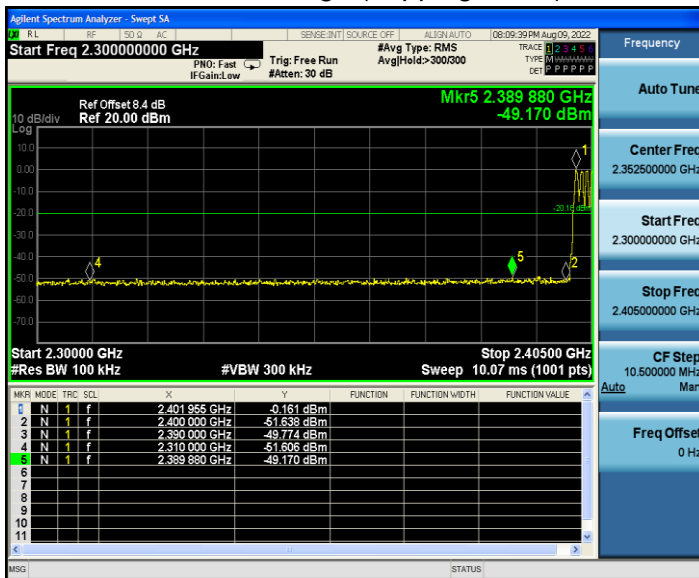 Agilent Spectrum Analyzer - Swept SA
RL RF 50 Ω AC SENSE:INT SOURCE OFF ALIGN AUTO 08:09:39 PM Aug 09, 2022
Start Freq 2.300000000 GHz
PNO: Fast
IFGain:Low
Trig: Free Run
#Atten: 30 dB
#Avg Type: RMS
Avg|Hold:>300/300
TRACE 1 2 3 4 5 6
TYPE M
DET P P P P P P
Frequency
Auto Tune
Center Freq
2.352500000 GHz
Start Freq
2.300000000 GHz
Stop Freq
2.405000000 GHz
CF Step
10.500000 MHz
Auto Man
Freq Offset
0 Hz
Mkr5 2.389 880 GHz
-49.170 dBm
Ref Offset 8.4 dB
10 dB/div Ref 20.00 dBm
Log
10.0
0.00
-10.0
-20.0
-30.0
-40.0
-50.0
-60.0
-70.0
1
-20.16 dBm
4
5
2
Start 2.30000 GHz Stop 2.40500 GHz
#Res BW 100 kHz #VBW 300 kHz Sweep 10.07 ms (1001 pts)
MKR MODE TRC SCL X Y FUNCTION FUNCTION WIDTH FUNCTION VALUE
1 N 1 f 2.401 955 GHz -0.161 dBm
2 N 1 f 2.400 000 GHz -51.638 dBm
3 N 1 f 2.390 000 GHz -49.774 dBm
4 N 1 f 2.310 000 GHz -51.606 dBm
5 N 1 f 2.389 880 GHz -49.170 dBm
6
7
8
9
10
11
MSG STATUS